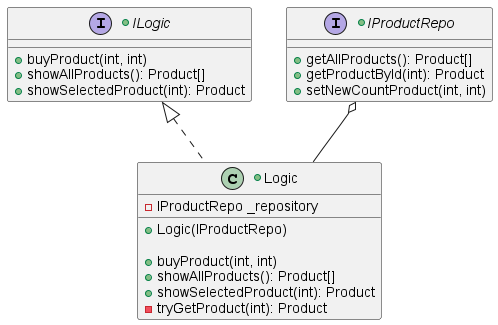 I ILogic
buyProduct(int, int)
showAllProducts(): Product[]
showSelectedProduct(int): Product
I IProductRepo
getAllProducts(): Product[]
getProductById(int): Product
setNewCountProduct(int, int)
C Logic
IProductRepo _repository
Logic(IProductRepo)
buyProduct(int, int)
showAllProducts(): Product[]
showSelectedProduct(int): Product
tryGetProduct(int): Product